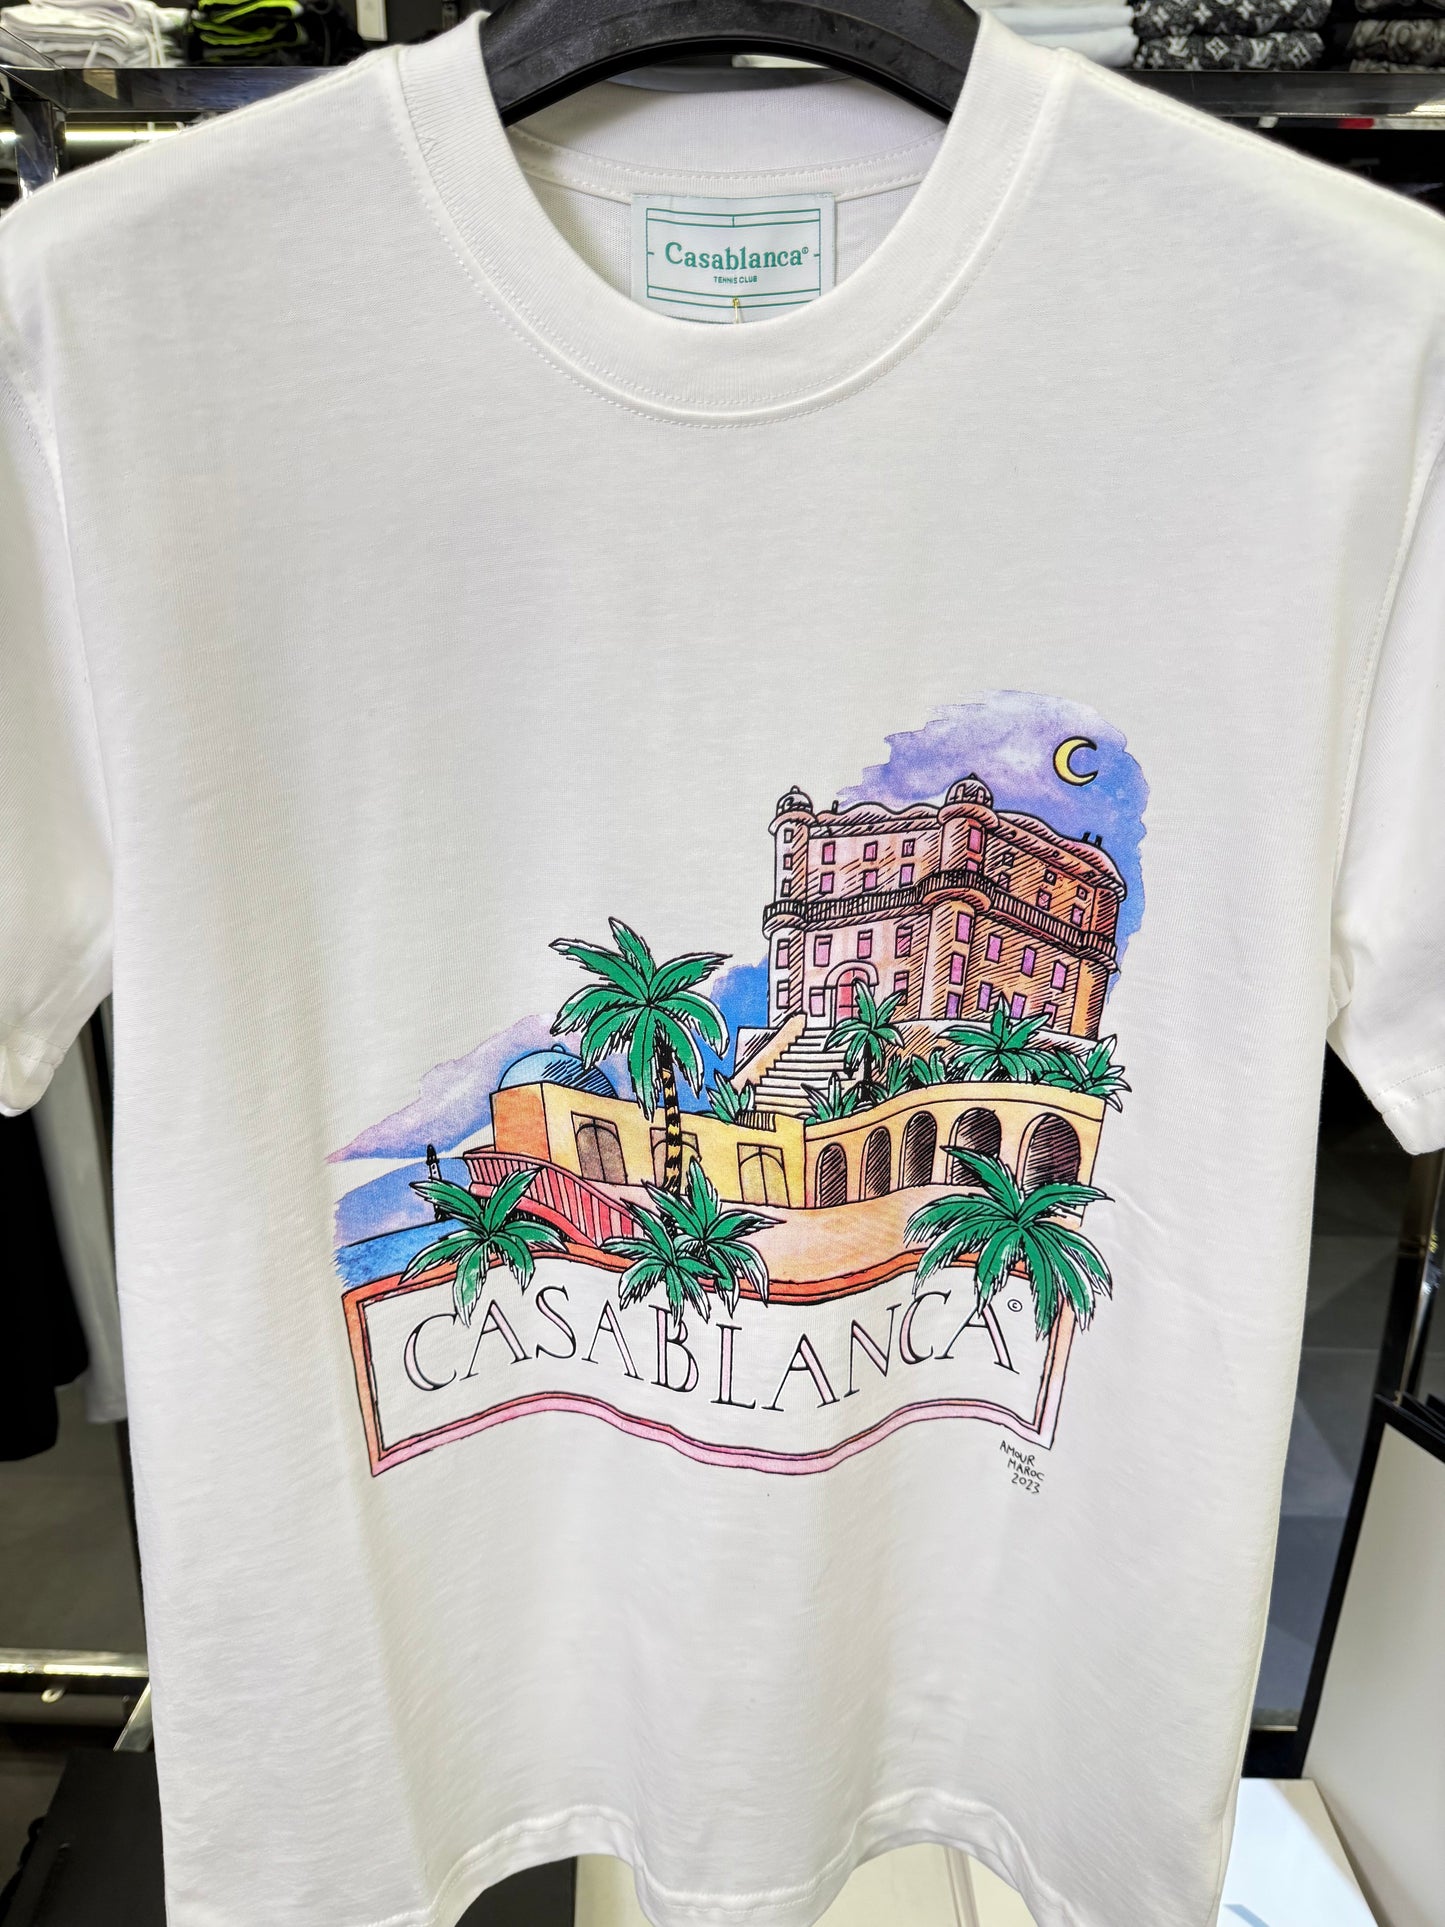 Casablanca®
TENNIS CLUB
CASABLANCA©
AMOUR
MAROC
2023